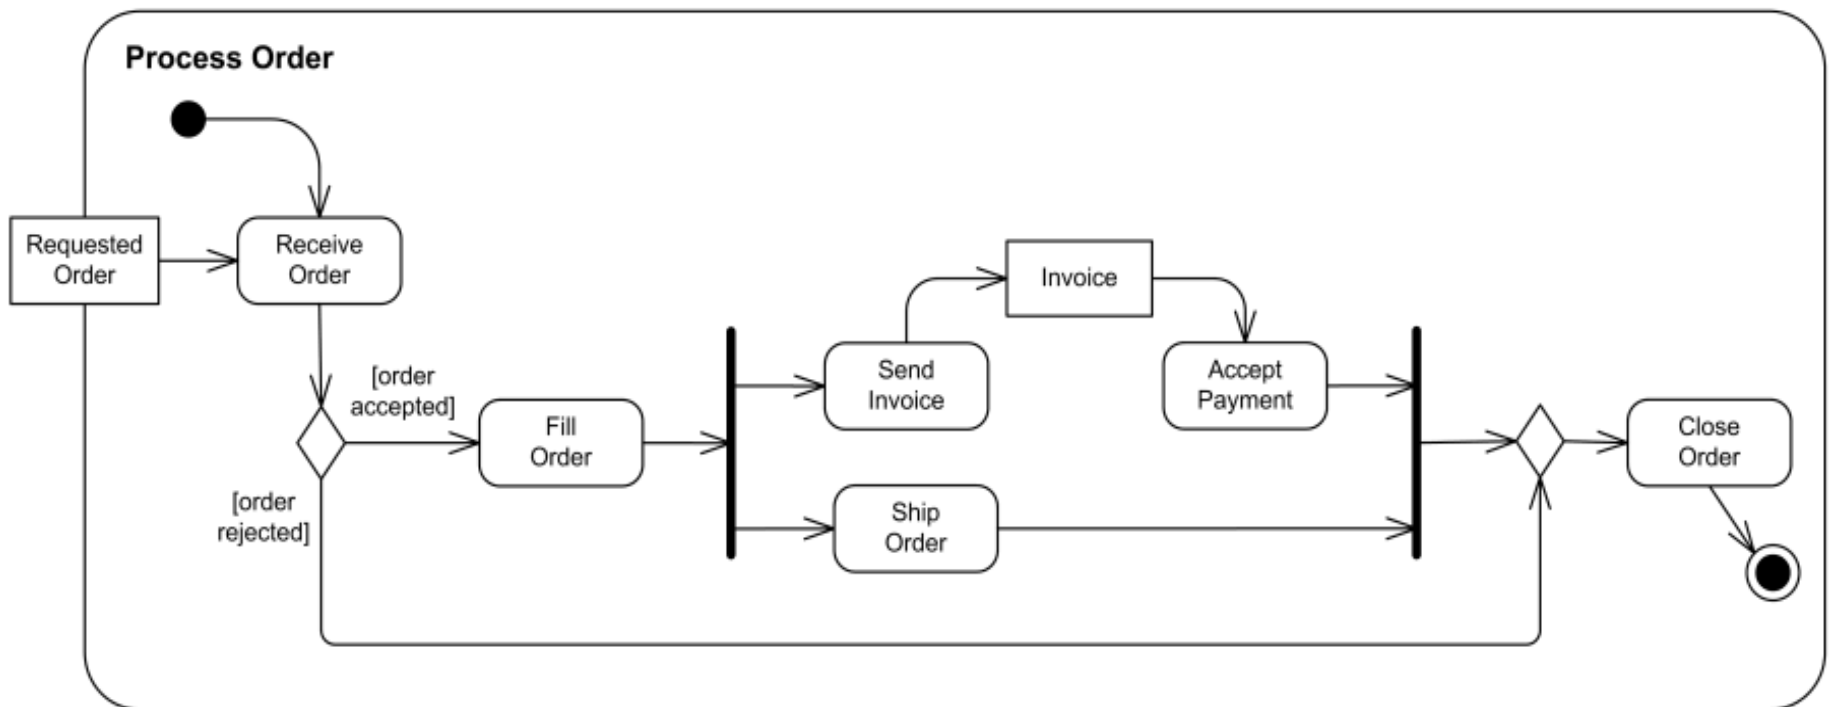 Process Order
Requested
Order
Receive
Order
[order
accepted]
[order
rejected]
Fill
Order
Send
Invoice
Invoice
Accept
Payment
Ship
Order
Close
Order